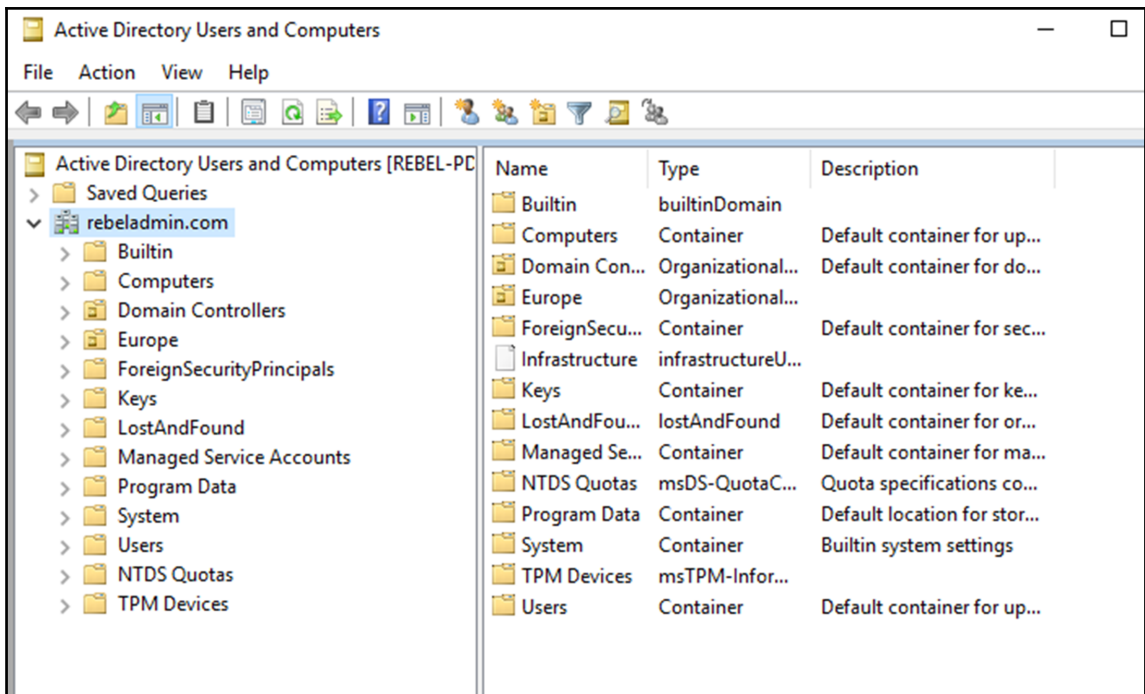 Active Directory Users and Computers
File Action View Help
Active Directory Users and Computers [REBEL-PD
Saved Queries
rebeladmin.com
Builtin
Computers
Domain Controllers
Europe
ForeignSecurityPrincipals
Keys
LostAndFound
Managed Service Accounts
Program Data
System
Users
NTDS Quotas
TPM Devices
Name Type Description
Builtin builtinDomain
Computers Container Default container for up...
Domain Con... Organizational... Default container for do...
Europe Organizational...
ForeignSecu... Container Default container for sec...
Infrastructure infrastructureU...
Keys Container Default container for ke...
LostAndFou... lostAndFound Default container for or...
Managed Se... Container Default container for ma...
NTDS Quotas msDS-QuotaC... Quota specifications co...
Program Data Container Default location for stor...
System Container Builtin system settings
TPM Devices msTPM-Infor...
Users Container Default container for up...